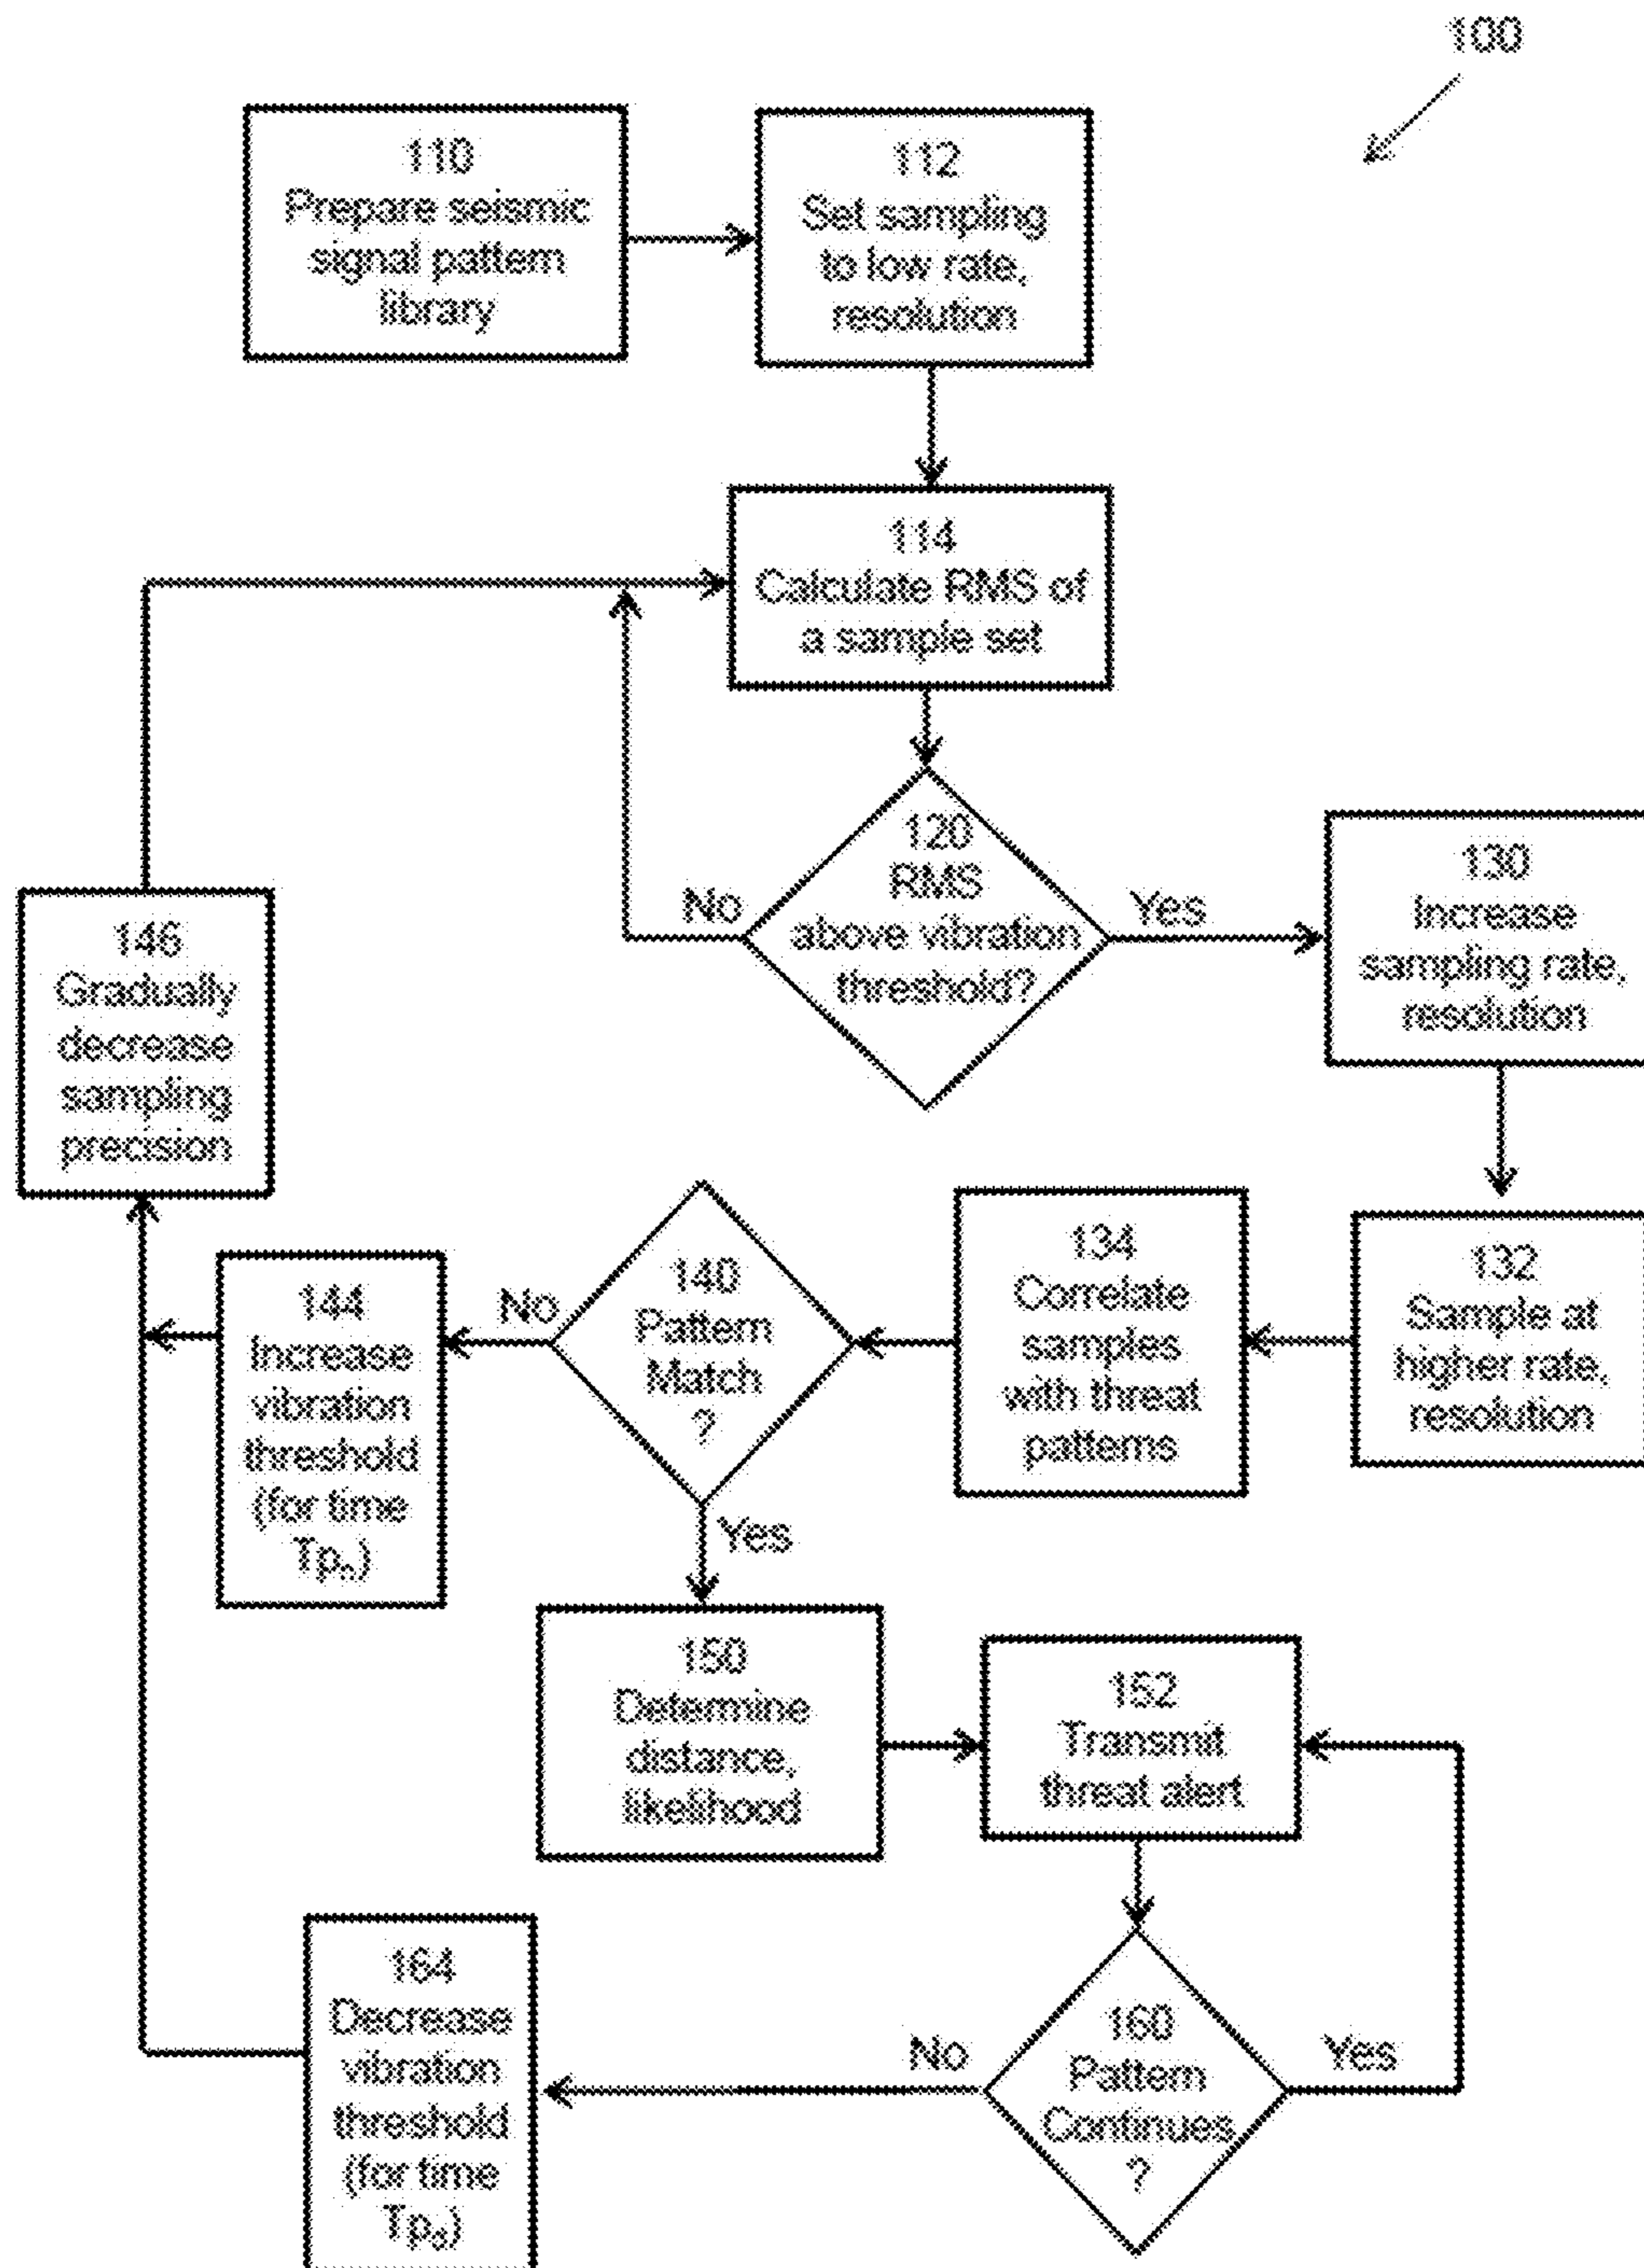 100
110
Prepare seismic
signal pattern
library
112
Set sampling
to low rate,
resolution
114
Calculate RMS of
a sample set
120
RMS
above vibration
threshold?
No
Yes
130
Increase
sampling rate,
resolution
146
Gradually
decrease
sampling
precision
132
Sample at
higher rate,
resolution
134
Correlate
samples
with threat
patterns
140
Pattern
Match
?
No
Yes
144
Increase
vibration
threshold
(for time
Tpₙ)
150
Determine
distance,
likelihood
152
Transmit
threat alert
160
Pattern
Continues
?
Yes
No
164
Decrease
vibration
threshold
(for time